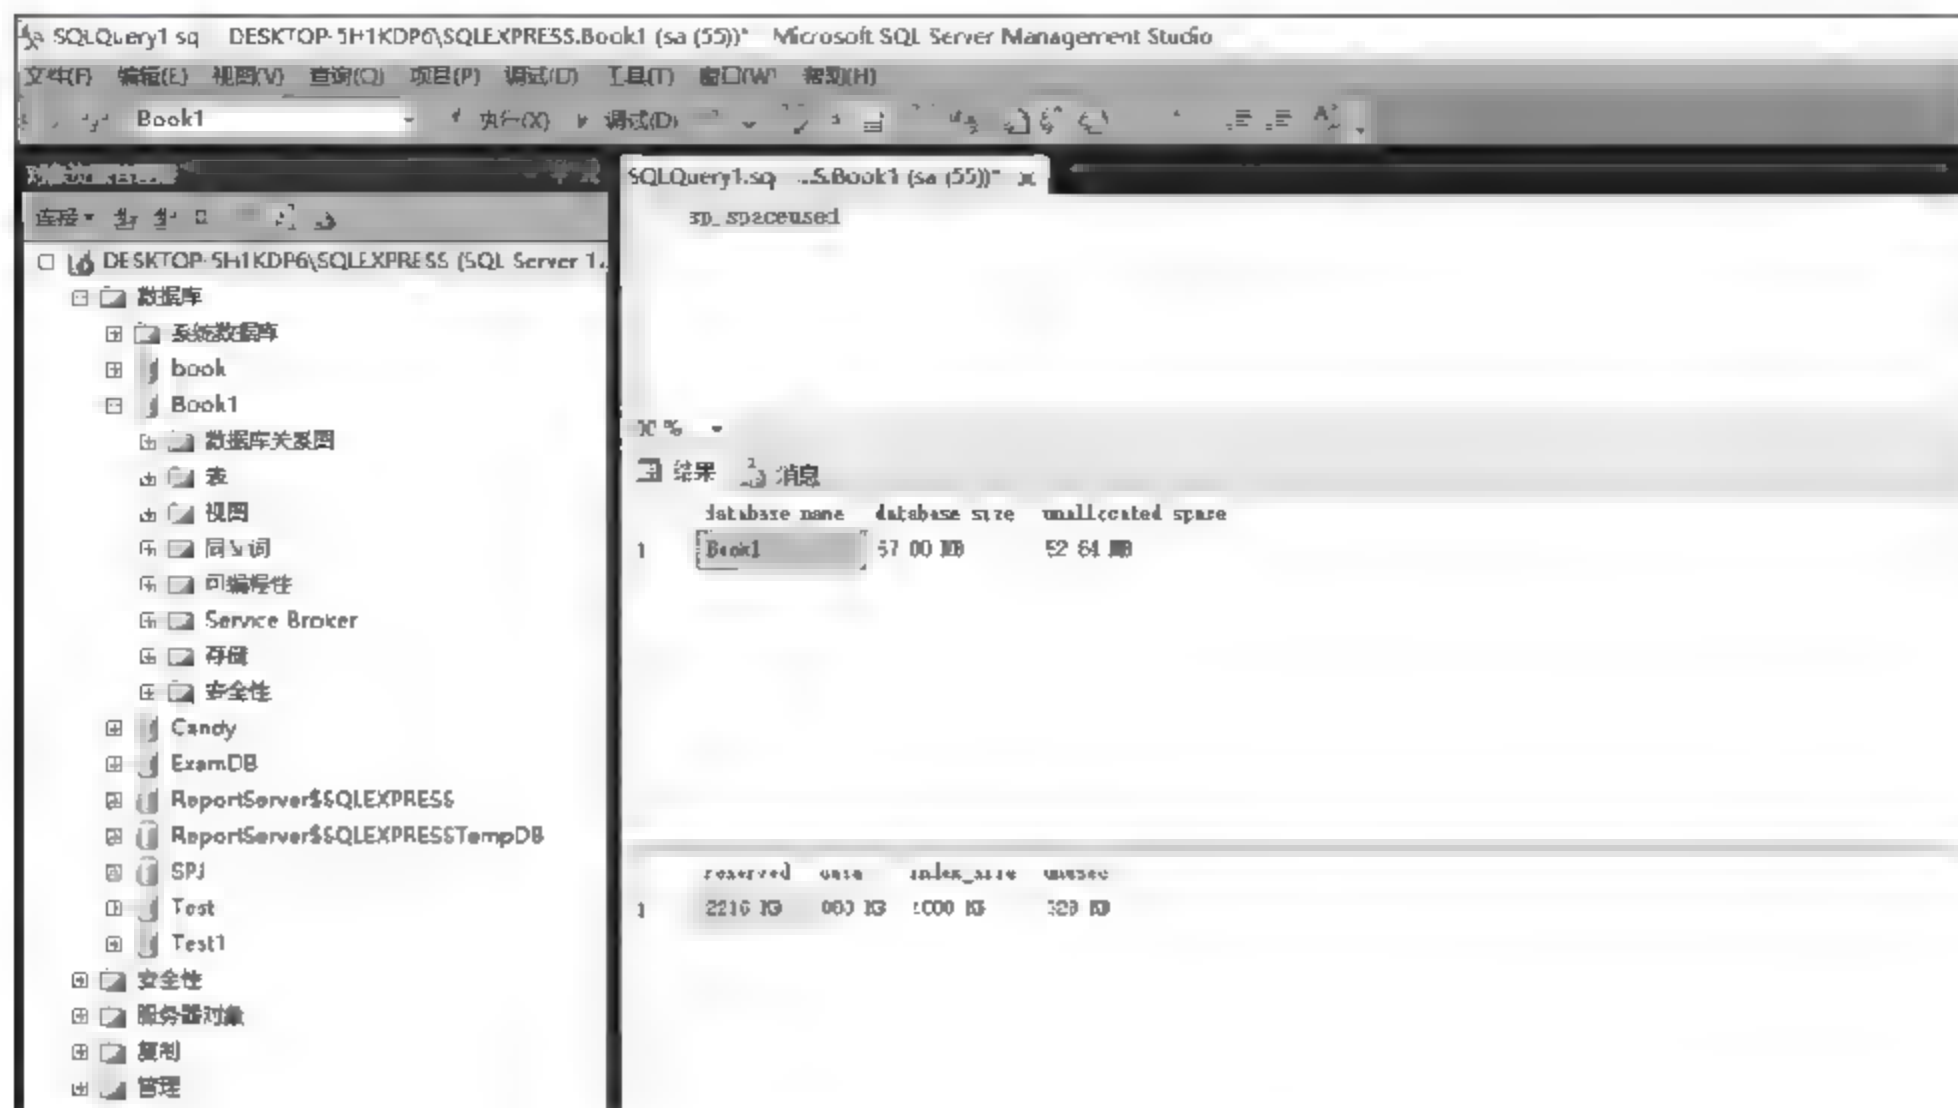 SQLQuery1.sq DESKTOP-5H1KDP6\SQLEXPRESS.Book1 (sa (55))* Microsoft SQL Server Management Studio
文件(F) 编辑(E) 视图(V) 查询(Q) 项目(P) 调试(D) 工具(T) 窗口(W) 帮助(H)
Book1 执行(X) 调试(D)
SQLQuery1.sq ...S.Book1 (sa (55))*
连接
sp_spaceused
DESKTOP-5H1KDP6\SQLEXPRESS (SQL Server 1
数据库
系统数据库
book
Book1
数据库关系图
表
视图
同义词
可编程性
Service Broker
存储
安全性
Candy
ExamDB
ReportServer$SQLEXPRESS
ReportServer$SQLEXPRESSTempDB
SPJ
Test
Test1
安全性
服务器对象
复制
管理
%
结果 消息
database_name database_size unallocated space
1 Book1 MB MB
reserved data index_size unused
1 2216 KB KB KB KB